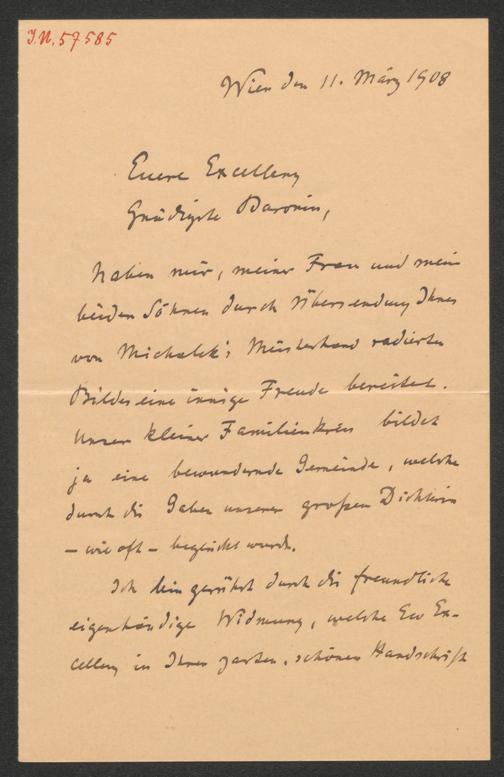 I.N. 57585
Wien den 11. März 1908
Euere Excellenz
Gnädigste Baronin,
haben mir, meiner Frau und mein
beiden Söhnen durch Übersendung Ihres
von Michalek's Meisterhand radierten
Bildes eine innige Freude bereitet.
Unser kleiner Familienkreis bildet
ja eine bewundernde Gemeinde, welche
durch die Gaben unserer großen Dichterin
– wie oft – beglückt wurde.
Ich bin gerührt durch die freundliche
eigenhändige Widmung, welche Ew Ex-
cellenz in Ihrer zarten, schönen Handschrift